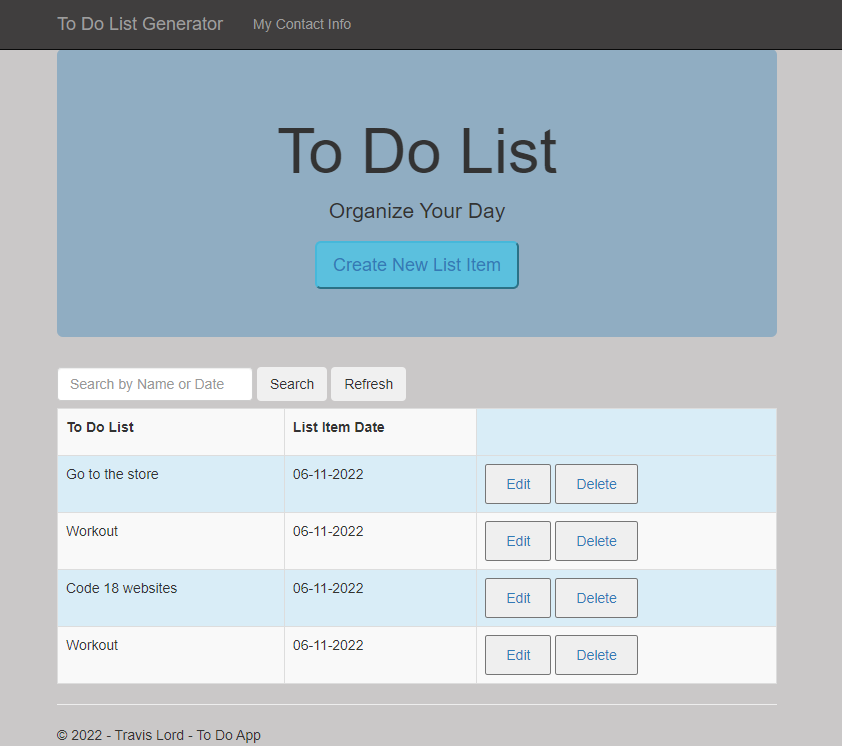 To Do List Generator My Contact Info
To Do List
Organize Your Day
Create New List Item
Search by Name or Date Search Refresh
To Do List List Item Date
Go to the store 06-11-2022 Edit Delete
Workout 06-11-2022 Edit Delete
Code 18 websites 06-11-2022 Edit Delete
Workout 06-11-2022 Edit Delete
© 2022 - Travis Lord - To Do App